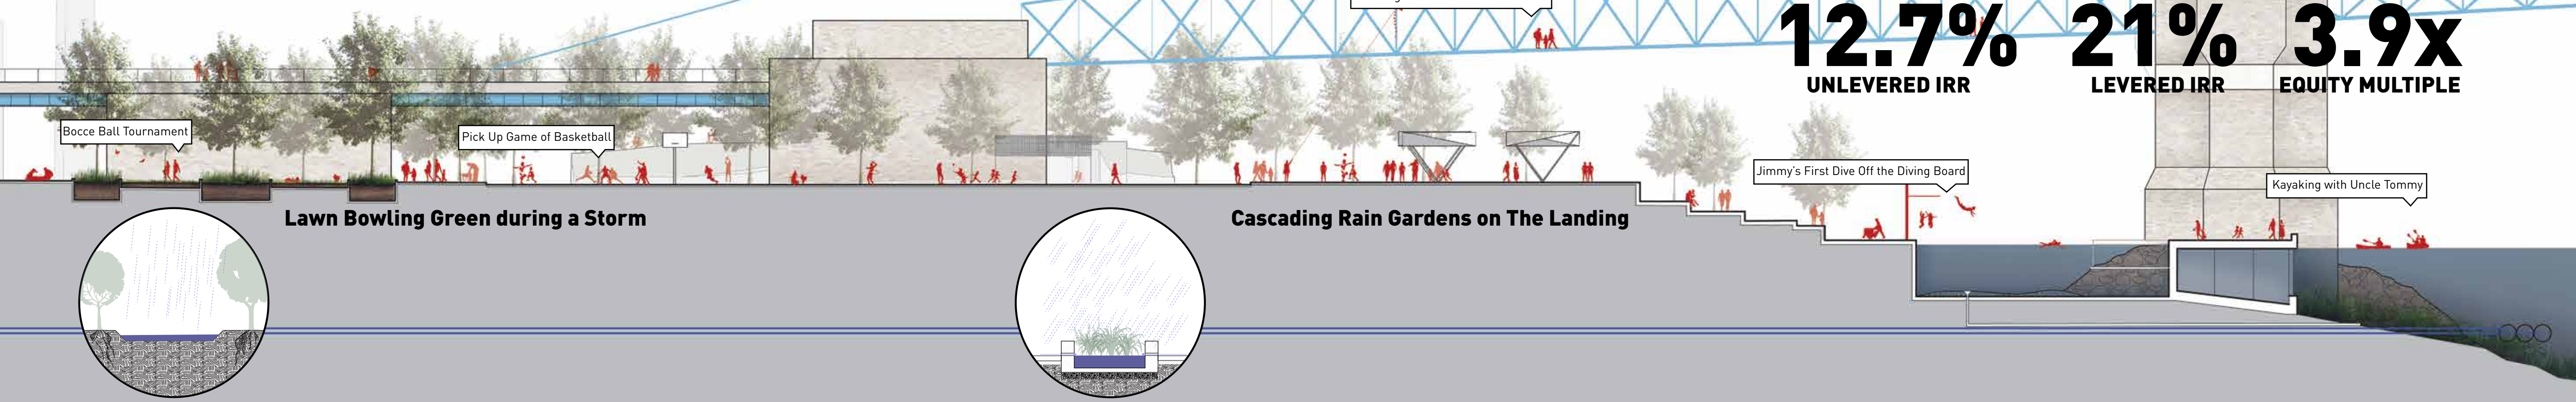 12.7% 21% 3.9x
UNLEVERED IRR LEVERED IRR EQUITY MULTIPLE
Bocce Ball Tournament
Pick Up Game of Basketball
Jimmy's First Dive Off the Diving Board
Kayaking with Uncle Tommy
Lawn Bowling Green during a Storm
Cascading Rain Gardens on The Landing